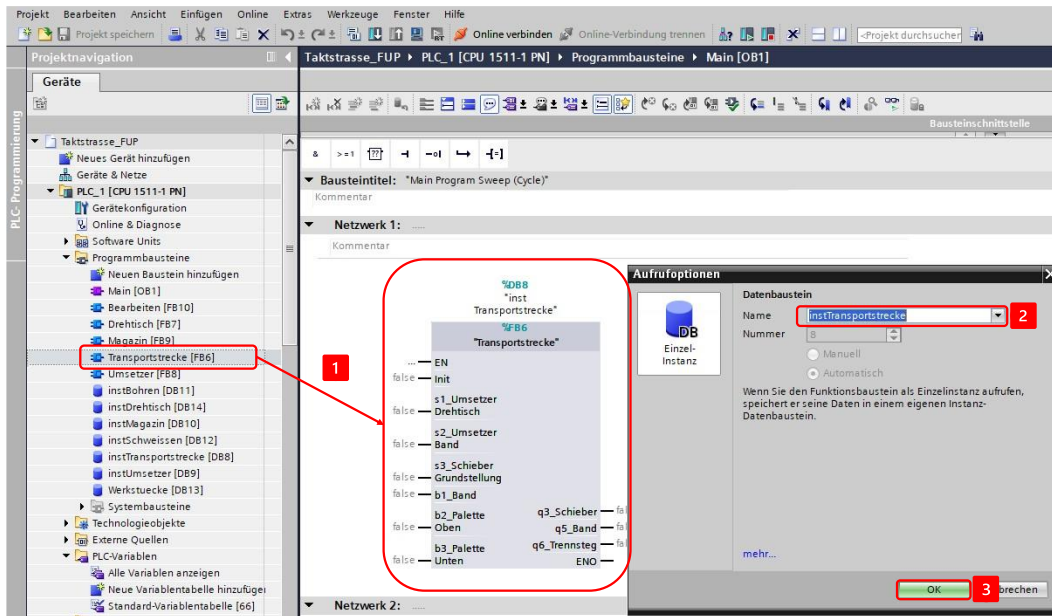 Projekt Bearbeiten Ansicht Einfügen Online Extras Werkzeuge Fenster Hilfe
Projekt speichern Online verbinden Online-Verbindung trennen <Projekt durchsuchen
Projektnavigation
Taktstrasse_FUP PLC_1 [CPU 1511-1 PN] Programmbausteine Main [OB1]
Geräte
PLC-Programmierung
Bausteinschnittstelle
Taktstrasse_FUP
Neues Gerät hinzufügen
Geräte & Netze
PLC_1 [CPU 1511-1 PN]
Gerätekonfiguration
Online & Diagnose
Software Units
Programmbausteine
Neuen Baustein hinzufügen
Main [OB1]
Bearbeiten [FB10]
Drehtisch [FB7]
Magazin [FB9]
Transportstrecke [FB6]
Umsetzer [FB8]
instBohren [DB11]
instDrehtisch [DB14]
instMagazin [DB10]
instSchweissen [DB12]
instTransportstrecke [DB8]
instUmsetzer [DB9]
Werkstuecke [DB13]
Systembausteine
Technologieobjekte
Externe Quellen
PLC-Variablen
Alle Variablen anzeigen
Neue Variablentabelle hinzufüger
Standard-Variablentabelle [66]
& >=1 ?? -[=]
Bausteintitel: "Main Program Sweep (Cycle)"
Kommentar
Netzwerk 1: .....
Kommentar
%DB8
"inst
Transportstrecke"
%FB6
"Transportstrecke"
... EN
false Init
s1_Umsetzer
false Drehtisch
s2_Umsetzer
false Band
s3_Schieber
false Grundstellung
false b1_Band
b2_Palette
false Oben
b3_Palette
false Unten
q3_Schieber fal
q5_Band fal
q6_Trennsteg fal
ENO
Netzwerk 2: .....
1
Aufrufoptionen X
DB
Einzel-
Instanz
Datenbaustein
Name instTransportstrecke 2
Nummer 8
Manuell
Automatisch
Wenn Sie den Funktionsbaustein als Einzelinstanz aufrufen,
speichert er seine Daten in einem eigenen Instanz-
Datenbaustein.
mehr...
OK 3 brechen